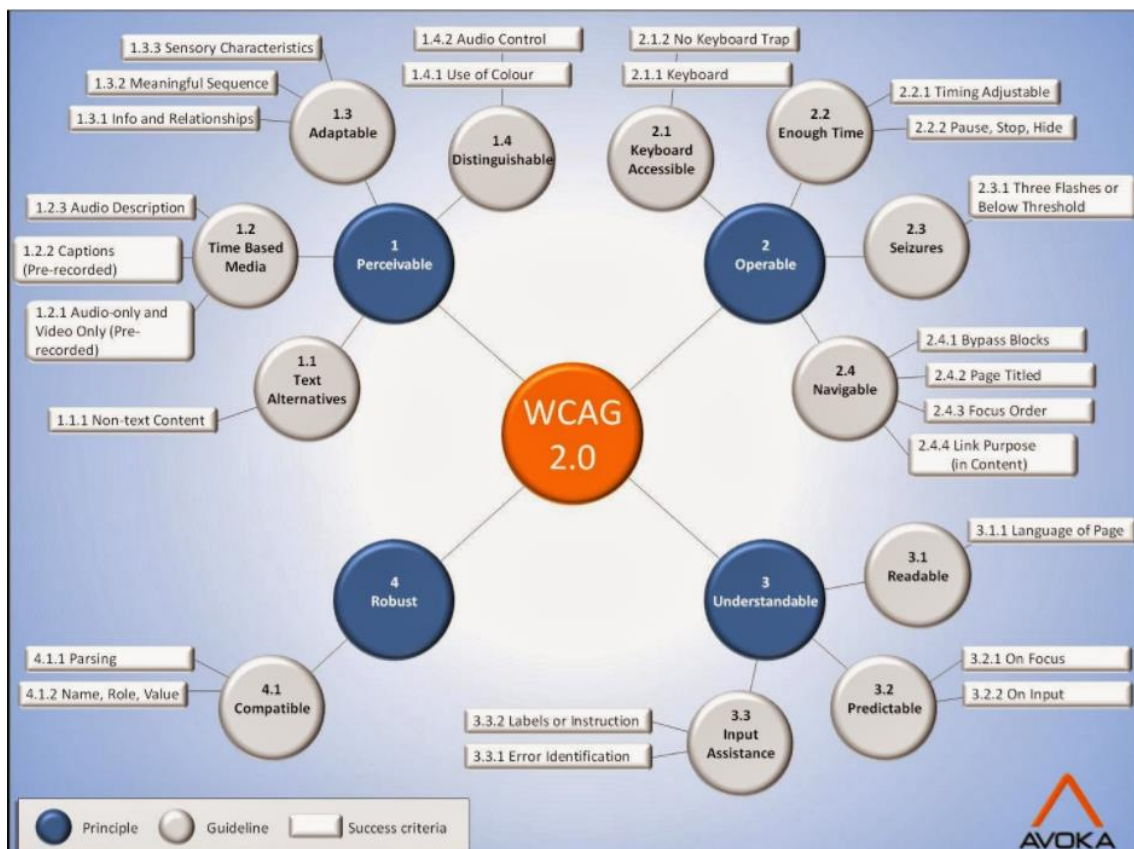 1.3.3 Sensory Characteristics
1.3.2 Meaningful Sequence
1.3.1 Info and Relationships
1.3
Adaptable
1.4.2 Audio Control
1.4.1 Use of Colour
1.4
Distinguishable
1.2.3 Audio Description
1.2.2 Captions
(Pre-recorded)
1.2.1 Audio-only and
Video Only (Pre-
recorded)
1.2
Time Based
Media
1
Perceivable
1.1
Text
Alternatives
1.1.1 Non-text Content
2.1.2 No Keyboard Trap
2.1.1 Keyboard
2.1
Keyboard
Accessible
2.2
Enough Time
2.2.1 Timing Adjustable
2.2.2 Pause, Stop, Hide
2
Operable
2.3
Seizures
2.3.1 Three Flashes or
Below Threshold
2.4
Navigable
2.4.1 Bypass Blocks
2.4.2 Page Titled
2.4.3 Focus Order
2.4.4 Link Purpose
(in Content)
WCAG
2.0
4
Robust
4.1.1 Parsing
4.1.2 Name, Role, Value
4.1
Compatible
3
Understandable
3.1
Readable
3.1.1 Language of Page
3.2
Predictable
3.2.1 On Focus
3.2.2 On Input
3.3.2 Labels or Instruction
3.3.1 Error Identification
3.3
Input
Assistance
Principle
Guideline
Success criteria
AVOKA